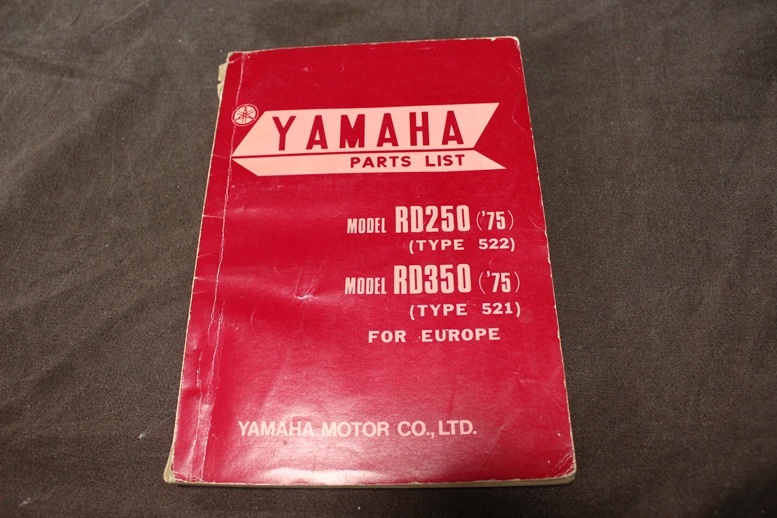 YAMAHA
PARTS LIST
MODEL RD250 ('75)
(TYPE 522)
MODEL RD350 ('75)
(TYPE 521)
FOR EUROPE
YAMAHA MOTOR CO., LTD.